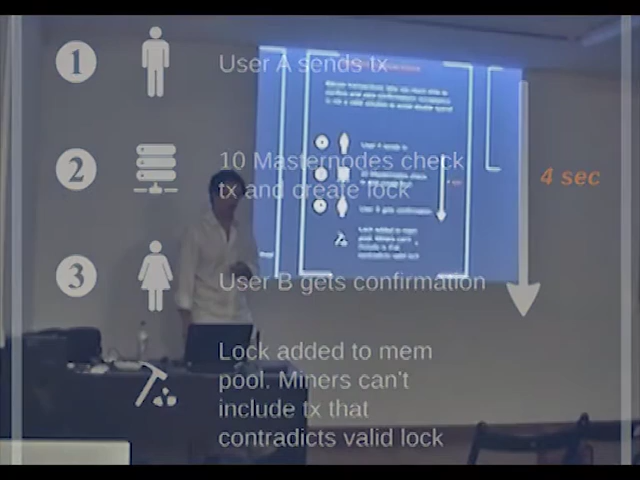 1
User A sends tx
2
10 Masternodes check
tx and create lock
4 sec
3
User B gets confirmation
Lock added to mem
pool. Miners can't
include tx that
contradicts valid lock